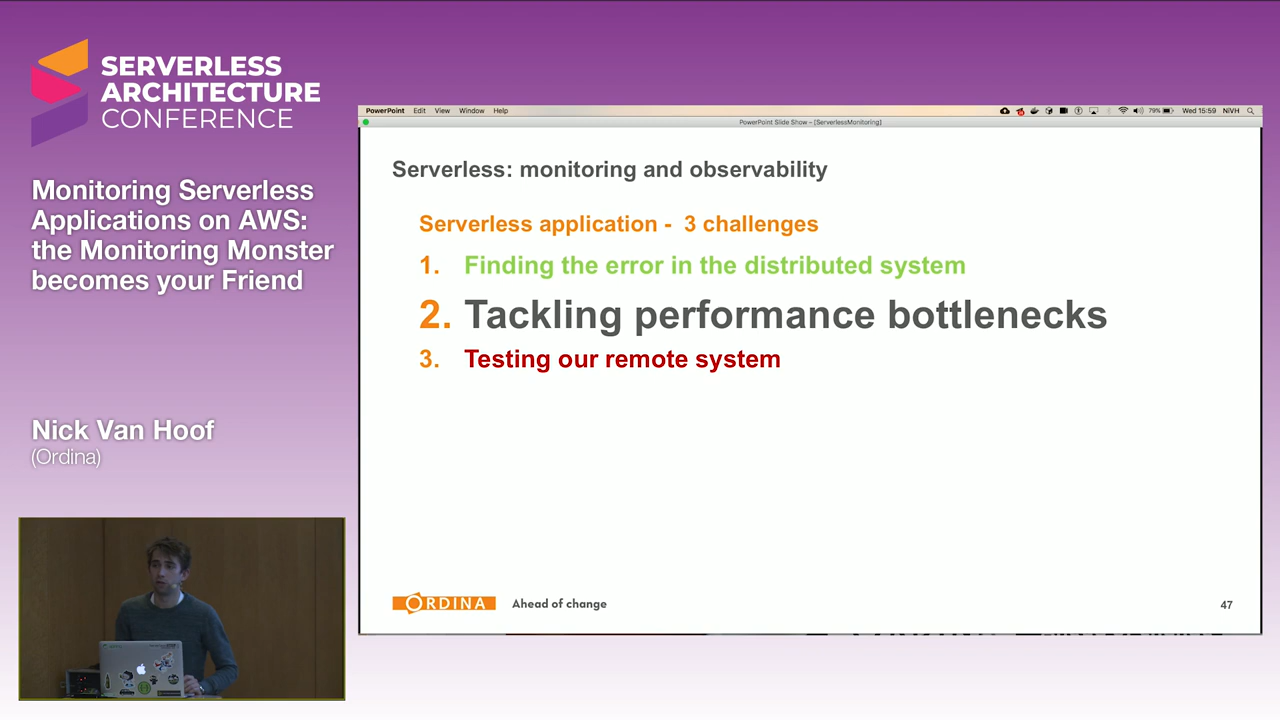 SERVERLESS
ARCHITECTURE
CONFERENCE
Monitoring Serverless
Applications on AWS:
the Monitoring Monster
becomes your Friend
Nick Van Hoof
(Ordina)
PowerPoint Edit View Window Help
79% Wed 15:59 NiVH
PowerPoint Slide Show - [ServerlessMonitoring]
Serverless: monitoring and observability
Serverless application - 3 challenges
1. Finding the error in the distributed system
2. Tackling performance bottlenecks
3. Testing our remote system
ORDINA Ahead of change
47